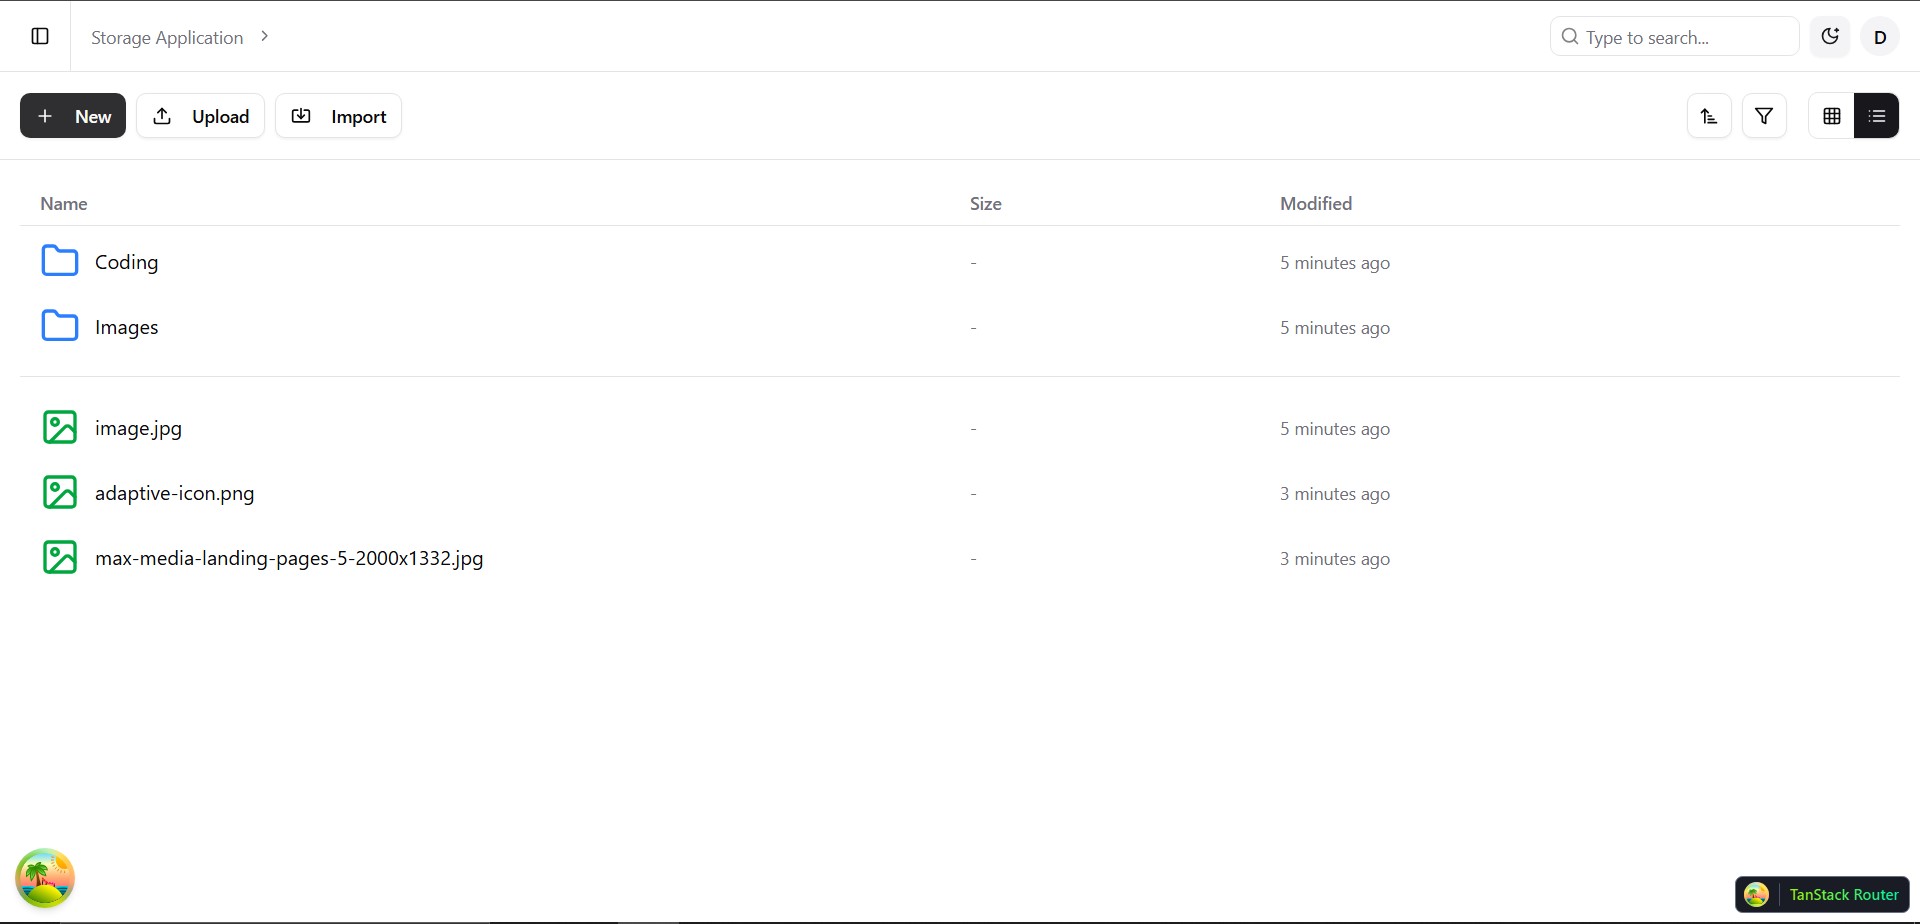 Storage Application
Type to search...
D
New
Upload
Import
Name Size Modified
Coding - 5 minutes ago
Images - 5 minutes ago
image.jpg - 5 minutes ago
adaptive-icon.png - 3 minutes ago
max-media-landing-pages-5-2000x1332.jpg - 3 minutes ago
TanStack Router